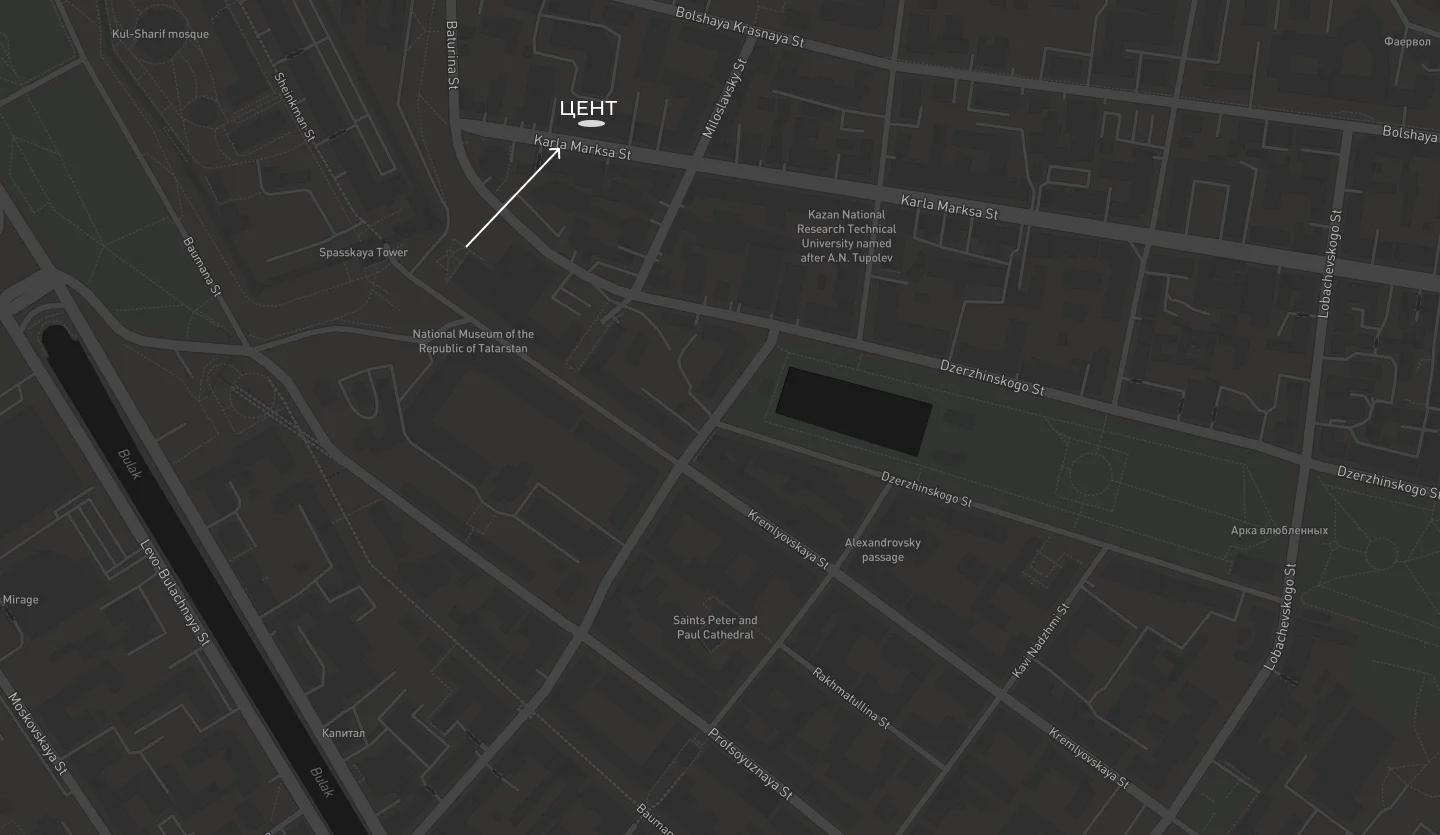 Bolshaya Krasnaya St
Kul-Sharif mosque
Baturina St
Фаервол
Sheinkman St
Miloslavsky St
ЦЕНТ
Bolshaya
Karla Marksa St
Karla Marksa St
Kazan National
Research Technical
University named
after A.N. Tupolev
Spasskaya Tower
Baumana St
Lobachevskogo St
National Museum of the
Republic of Tatarstan
Dzerzhinskogo St
Bulak
Dzerzhinskogo St
Dzerzhinskogo St
Kremlyovskaya St
Арка влюбленных
Alexandrovsky
passage
Levo-Bulachnaya St
Mirage
Saints Peter and
Paul Cathedral
Kavi Nadzhmi St
Lobachevskogo St
Rakhmatullina St
Moskovskaya St
Капитал
Profsoyuznaya St
Kremlyovskaya St
Bulak
Bauman